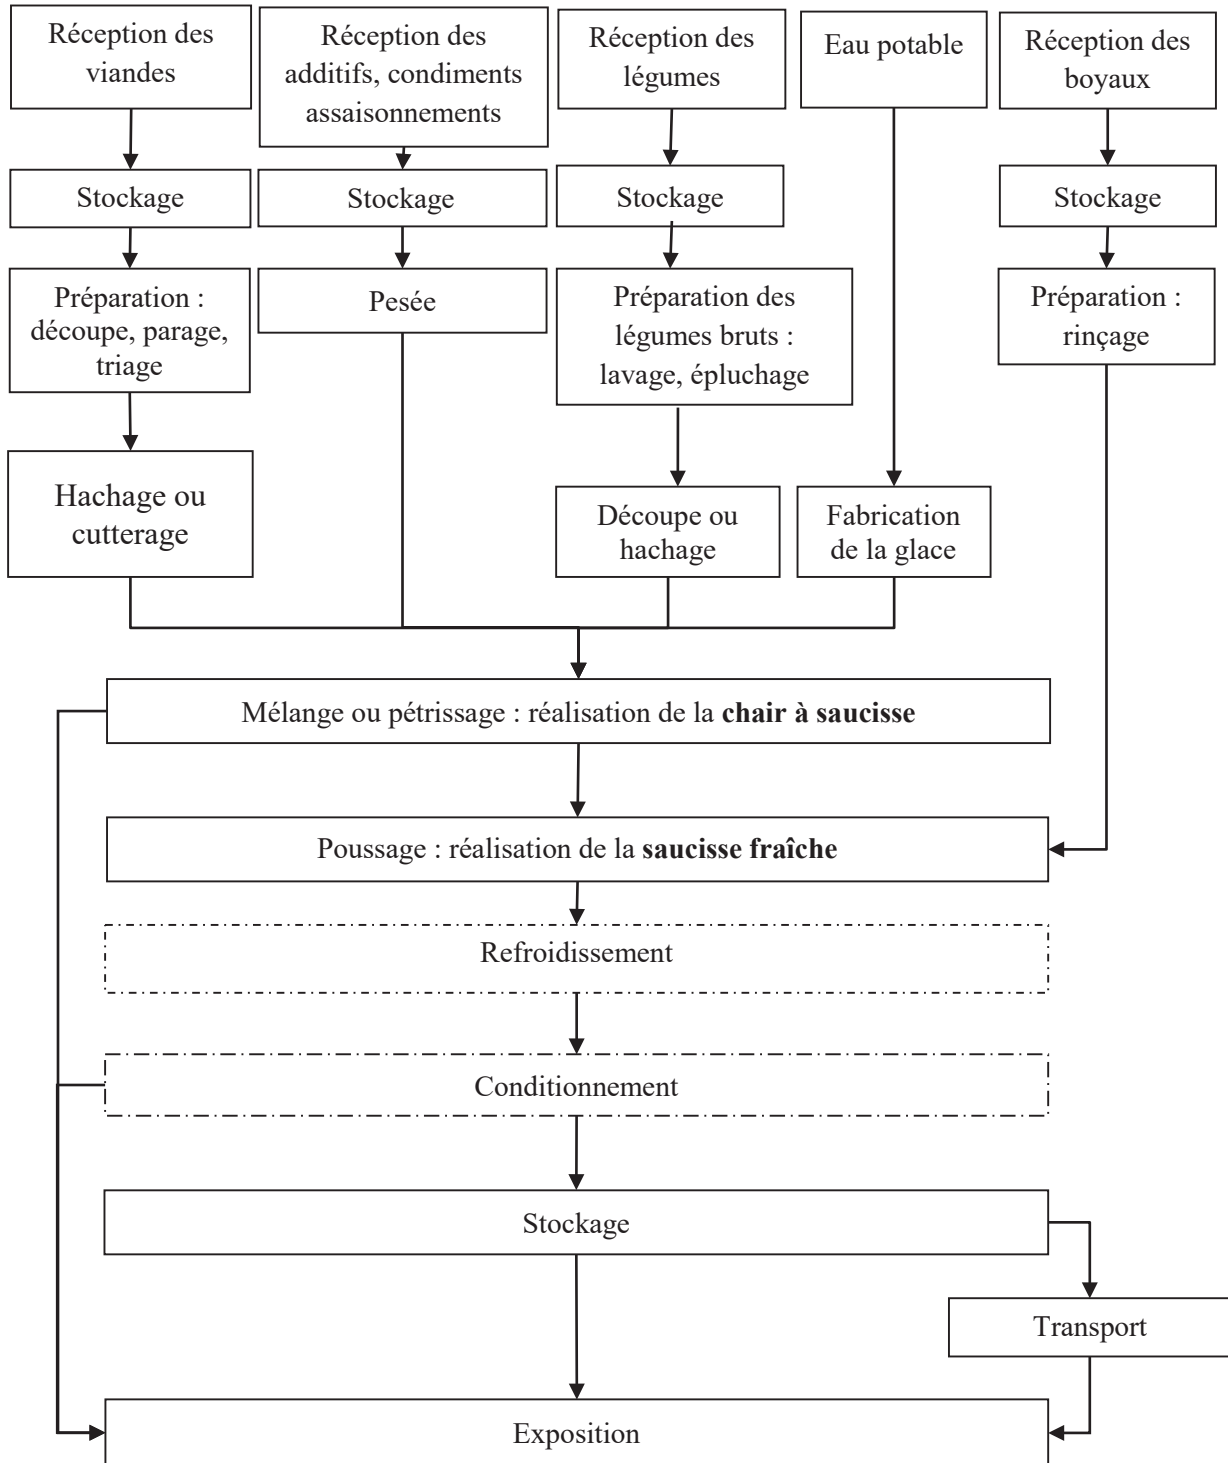 Réception des
viandes
Réception des
additifs, condiments
assaisonnements
Réception des
légumes
Eau potable
Réception des
boyaux
Stockage
Stockage
Stockage
Stockage
Préparation :
découpe, parage,
triage
Pesée
Préparation des
légumes bruts :
lavage, épluchage
Préparation :
rinçage
Hachage ou
cutterage
Découpe ou
hachage
Fabrication
de la glace
Mélange ou pétrissage : réalisation de la chair à saucisse
Poussage : réalisation de la saucisse fraîche
Refroidissement
Conditionnement
Stockage
Transport
Exposition